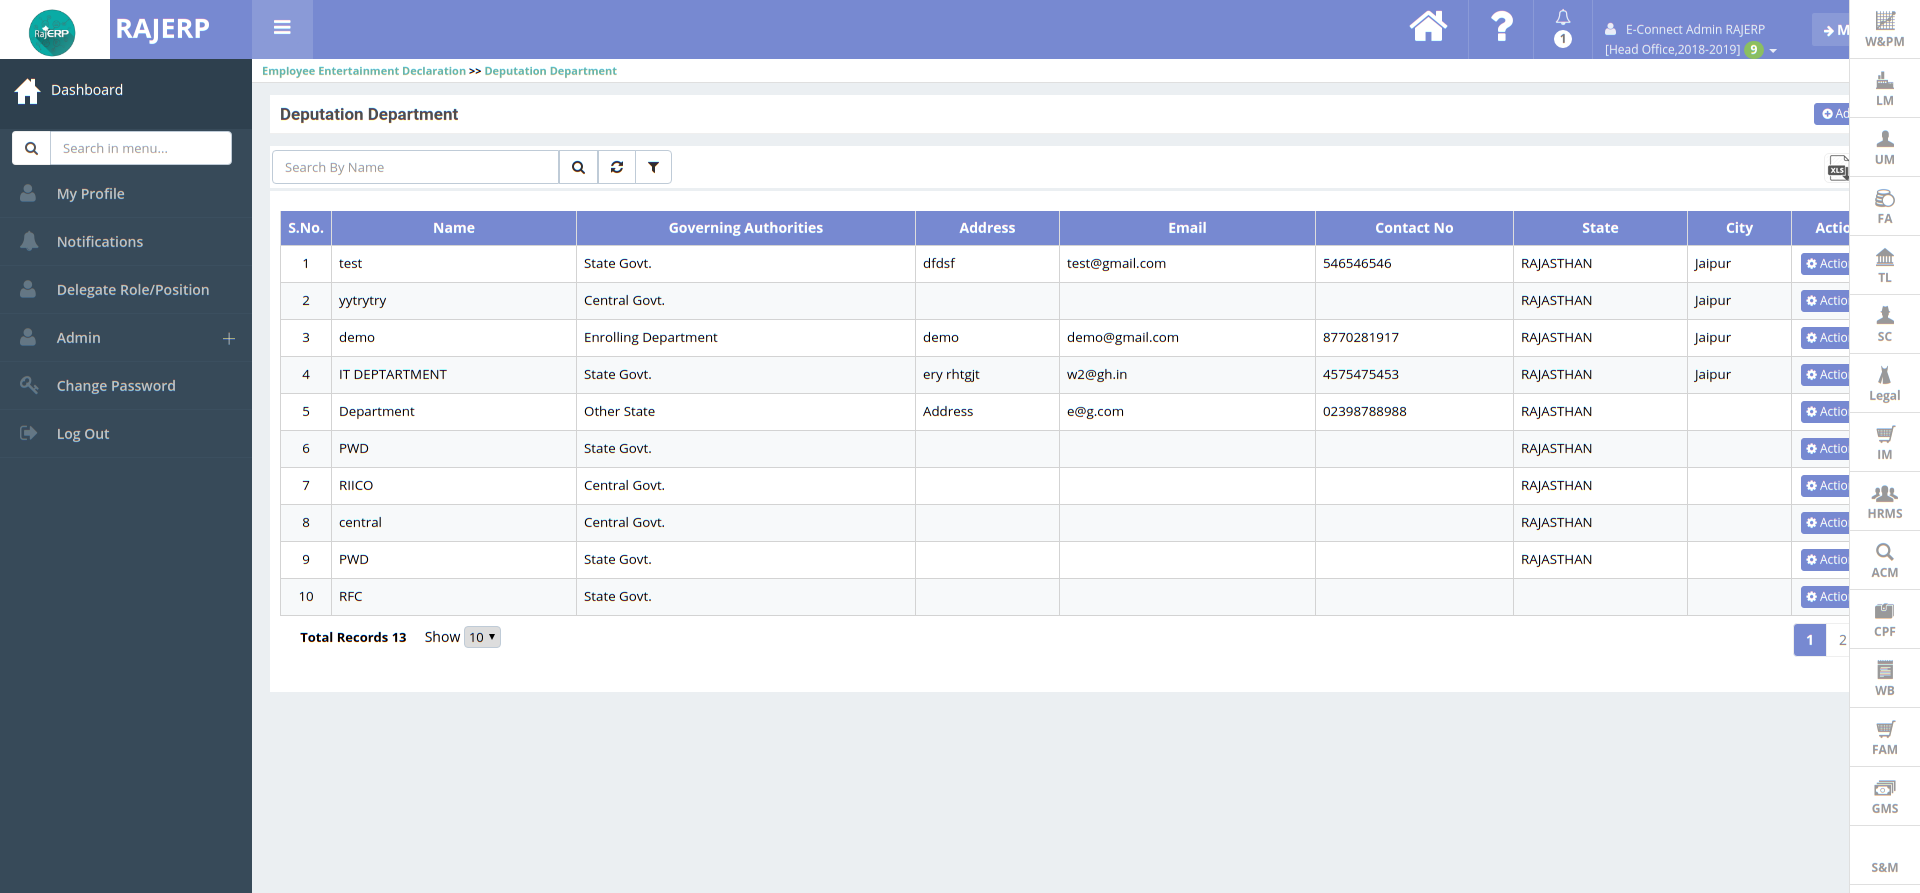 RajERP
RAJERP
1
E-Connect Admin RAJERP
[Head Office,2018-2019] 9
M
W&PM
LM
UM
FA
TL
SC
Legal
IM
HRMS
ACM
CPF
WB
FAM
GMS
S&M
Dashboard
Search in menu...
My Profile
Notifications
Delegate Role/Position
Admin
Change Password
Log Out
Employee Entertainment Declaration >> Deputation Department
Deputation Department
Ad
Search By Name
XLS
S.No. Name Governing Authorities Address Email Contact No State City Actio
1 test State Govt. dfdsf test@gmail.com 546546546 RAJASTHAN Jaipur Actio
2 yytrytry Central Govt. RAJASTHAN Jaipur Actio
3 demo Enrolling Department demo demo@gmail.com 8770281917 RAJASTHAN Jaipur Actio
4 IT DEPTARTMENT State Govt. ery rhtgjt w2@gh.in 4575475453 RAJASTHAN Jaipur Actio
5 Department Other State Address e@g.com 02398788988 RAJASTHAN Actio
6 PWD State Govt. RAJASTHAN Actio
7 RIICO Central Govt. RAJASTHAN Actio
8 central Central Govt. RAJASTHAN Actio
9 PWD State Govt. RAJASTHAN Actio
10 RFC State Govt. Actio
Total Records 13 Show 10
1 2